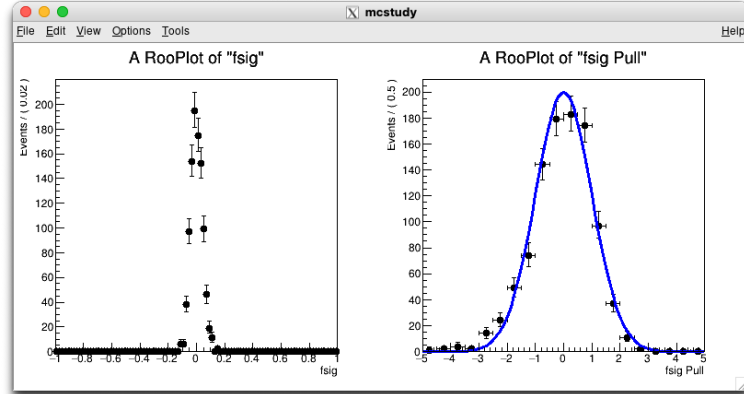 mcstudy
File Edit View Options Tools Help
A RooPlot of "fsig"
Events / ( 0.02 )
200
180
160
140
120
100
80
60
40
20
0
−1 −0.8 −0.6 −0.4 −0.2 0 0.2 0.4 0.6 0.8 1
fsig
A RooPlot of "fsig Pull"
Events / ( 0.5 )
200
180
160
140
120
100
80
60
40
20
0
−5 −4 −3 −2 −1 0 1 2 3 4 5
fsig Pull